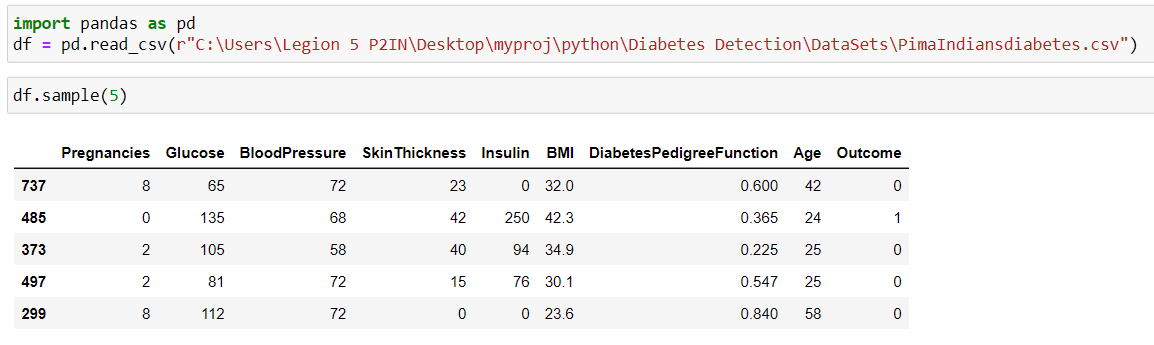 import pandas as pd
df = pd.read_csv(r"C:\Users\Legion 5 P2IN\Desktop\myproj\python\Diabetes Detection\DataSets\PimaIndiansdiabetes.csv")
df.sample(5)
Pregnancies Glucose BloodPressure SkinThickness Insulin BMI DiabetesPedigreeFunction Age Outcome
737 8 65 72 23 0 32.0 0.600 42 0
485 0 135 68 42 250 42.3 0.365 24 1
373 2 105 58 40 94 34.9 0.225 25 0
497 2 81 72 15 76 30.1 0.547 25 0
299 8 112 72 0 0 23.6 0.840 58 0